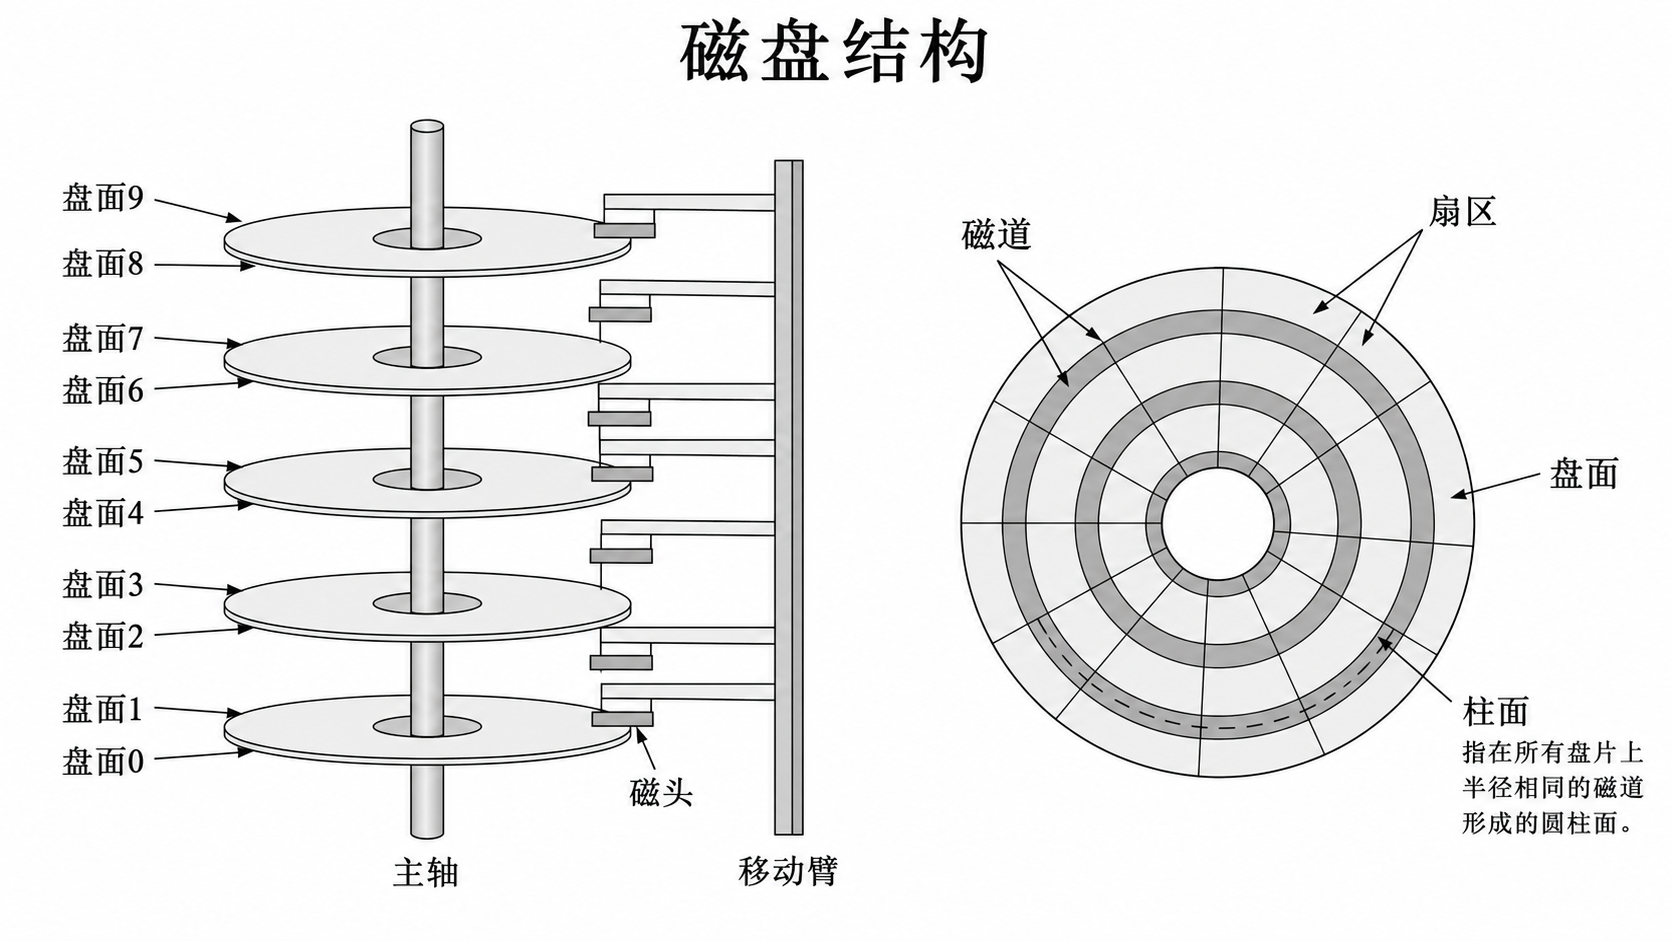 磁盘结构
盘面9
盘面8
盘面7
盘面6
盘面5
盘面4
盘面3
盘面2
盘面1
盘面0
磁头
主轴
移动臂
磁道
扇区
盘面
柱面
指在所有盘片上
半径相同的磁道
形成的圆柱面。